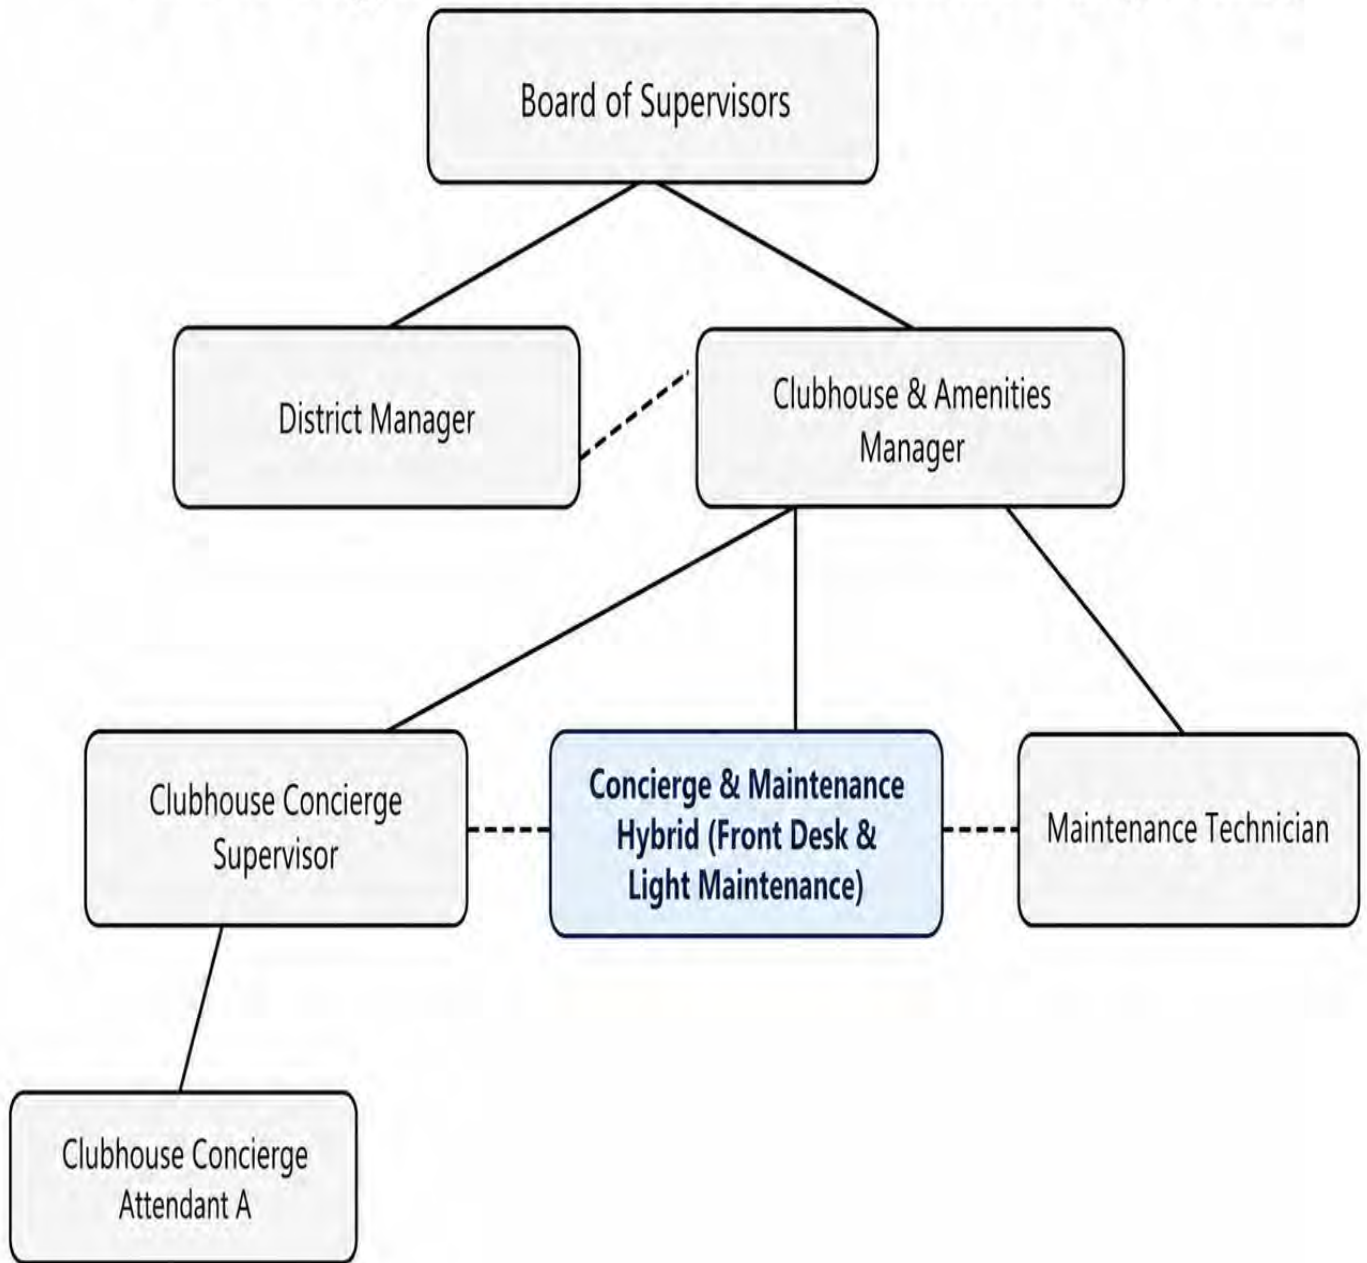 Board of Supervisors
District Manager
Clubhouse & Amenities
Manager
Clubhouse Concierge
Supervisor
Concierge & Maintenance
Hybrid (Front Desk &
Light Maintenance)
Maintenance Technician
Clubhouse Concierge
Attendant A